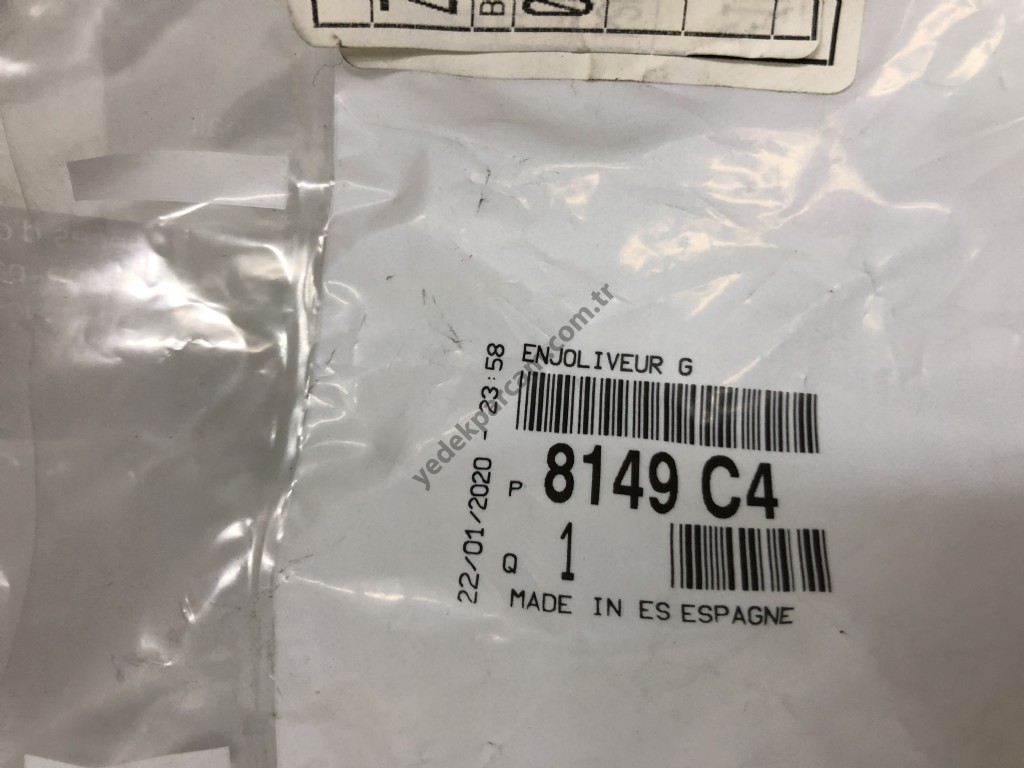 ENJOLIVEUR G
P 8149 C4
Q 1
MADE IN ES ESPAGNE
22/01/2020 - 23:58
yedekparcam.com.tr